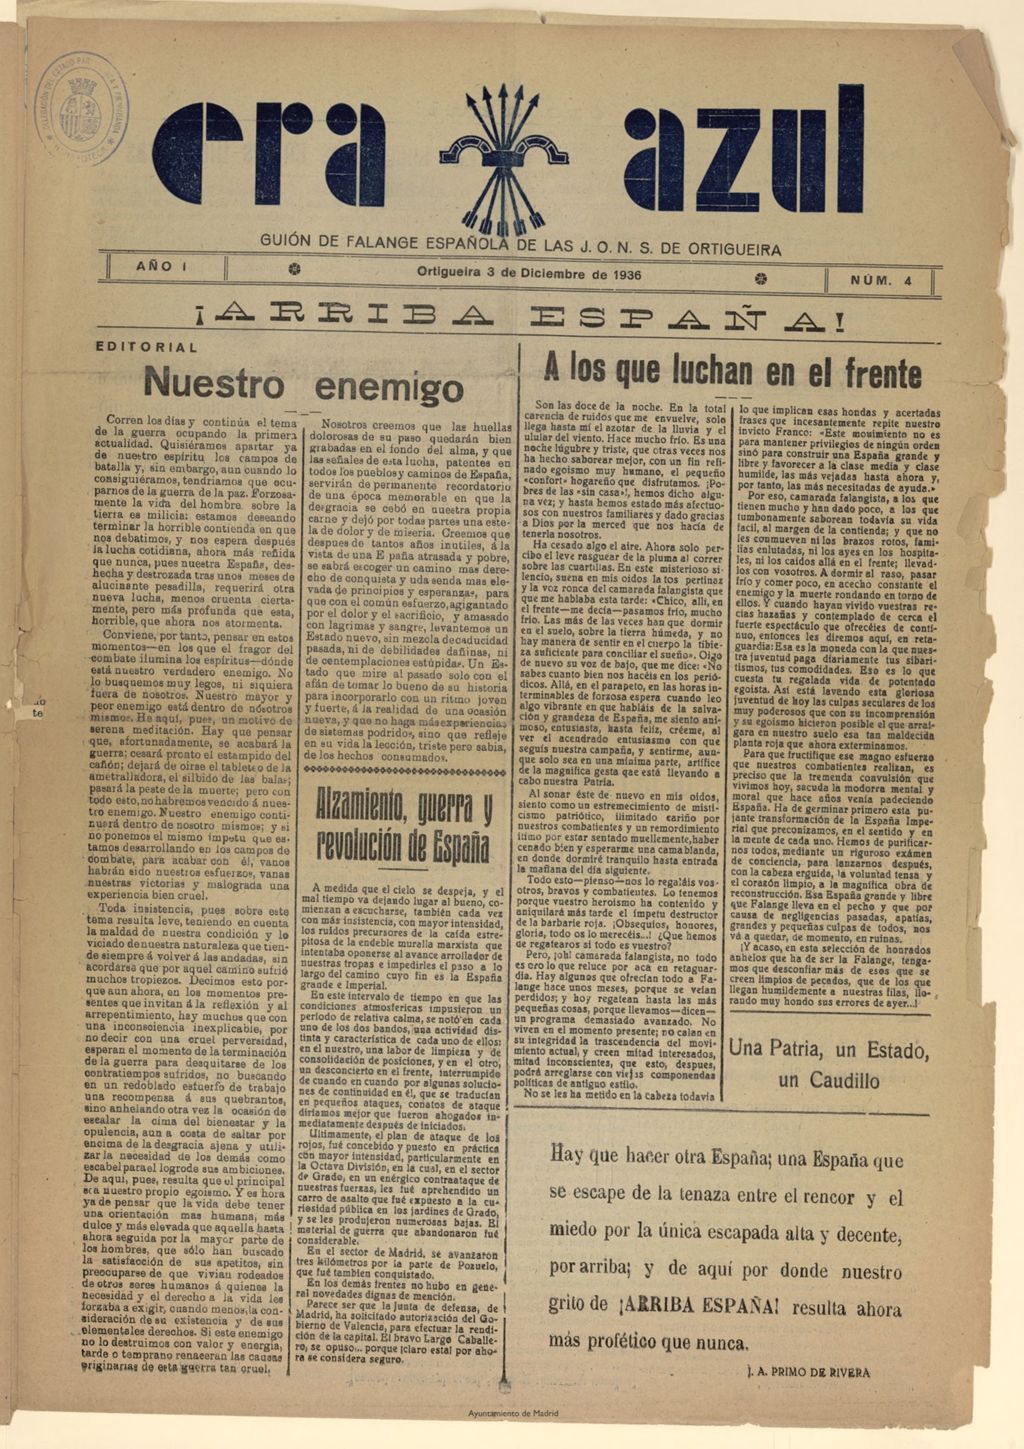 era azul
GUIÓN DE FALANGE ESPAÑOLA DE LAS J. O. N. S. DE ORTIGUEIRA
AÑO I
Ortigueira 3 de Diciembre de 1936
NÚM. 4
¡ARRIBA ESPAÑA!
EDITORIAL
Nuestro enemigo
Corren los días y continúa el tema
de la guerra ocupando la primera
actualidad. Quisiéramos apartar ya
de nuestro espíritu los campos de
batalla y, sin embargo, aun cuando lo
consiguiéramos, tendríamos que ocu-
parnos de la guerra de la paz. Forzosa-
mente la vida del hombre sobre la
tierra es milicia: estamos deseando
terminar la horrible contienda en que
nos debatimos, y nos espera después
la lucha cotidiana, ahora más reñida
que nunca, pues nuestra España, des-
hecha y destrozada tras unos meses de
alucinante pesadilla, requerirá otra
nueva lucha, menos cruenta cierta-
mente, pero más profunda que esta,
horrible, que ahora nos atormenta.
Conviene, por tanto, pensar en estos
momentos—en los que el fragor del
combate ilumina los espíritus—dónde
está nuestro verdadero enemigo. No
lo busquemos muy lejos, ni siquiera
fuera de nosotros. Nuestro mayor y
peor enemigo está dentro de nosotros
mismos. He aquí, pues, un motivo de
serena meditación. Hay que pensar
que, afortunadamente, se acabará la
guerra; cesará pronto el estampido del
cañón; dejará de oirse el tableteo de la
ametralladora, el silbido de las balas;
pasará la peste de la muerte; pero con
todo esto, no habremos vencido á nues-
tro enemigo. Nuestro enemigo conti-
nuará dentro de nosotros mismos; y si
no ponemos el mismo ímpetu que es-
tamos desarrollando en los campos de
combate, para acabar con él, vanos
habrán sido nuestros esfuerzos, vanas
nuestras victorias y malograda una
experiencia bien cruel.
Toda insistencia, pues sobre este
tema resulta leve, teniendo en cuenta
la maldad de nuestra condición y lo
viciado de nuestra naturaleza que tien-
de siempre á volver á las andadas, sin
acordarse que por aquel camino sufrió
muchos tropiezos. Decimos esto por-
que aun ahora, en los momentos pre-
sentes que invitan á la reflexión y al
arrepentimiento, hay muchos que con
una inconsciencia inexplicable, por
no decir con una cruel perversidad,
esperan el momento de la terminación
de la guerra para desquitarse de los
contratiempos sufridos, no buscando
en un redoblado esfuerfo de trabajo
una recompensa á sus quebrantos,
sino anhelando otra vez la ocasión de
escalar la cima del bienestar y la
opulencia, aun a costa de saltar por
encima de la desgracia ajena y utili-
zar la necesidad de los demás como
escabel para el logro de sus ambiciones.
De aquí, pues, resulta que el principal
sea nuestro propio egoismo. Y es hora
ya de pensar que la vida debe tener
una orientación mas humana, más
dulce y más elevada que aquella hasta
ahora seguida por la mayor parte de
los hombres, que sólo han buscado
la satisfacción de sus apetitos, sin
preocuparse de que vivían rodeados
de otros seres humanos á quienes la
necesidad y el derecho a la vida les
forzaba a exigir, cuando menos, la con-
sideración de su existencia y de sus
elementales derechos. Si este enemigo
no lo destruimos con valor y energía,
tarde o temprano renaceran las causas
originarias de esta guerra tan cruel.
Nosotros creemos que las huellas
dolorosas de su paso quedarán bien
grabadas en el fondo del alma, y que
las señales de esta lucha, patentes en
todos los pueblos y caminos de España,
servirán de permanente recordatorio
de una época memorable en que la
desgracia se cebó en nuestra propia
carne y dejó por todas partes una este-
la de dolor y de miseria. Creemos que
despues de tantos años inutiles, á la
vista de una E paña atrasada y pobre,
se sabrá escoger un camino mas dere-
cho de conquista y una senda mas ele-
vada de principios y esperanzas, para
que con el común esfuerzo, agigantado
por el dolor y el sacrificio, y amasado
con lagrimas y sangre, levantemos un
Estado nuevo, sin mezcla de caducidad
pasada, ni de debilidades dañinas, ni
de contemplaciones estúpidas. Un Es-
tado que mire al pasado solo con el
afán de tomar lo bueno de su historia
para incorporarlo con un ritmo joven
y fuerte, á la realidad de una ocasión
nueva, y que no haga más experiencias
de sistemas podridos, sino que refleje
en su vida la lección, triste pero sabia,
de los hechos consumados.
Alzamiento, guerra y
revolución de España
A medida que el cielo se despeja, y el
mal tiempo va dejando lugar al bueno, co-
mienzan a escucharse, también cada vez
con más insistencia, con mayor intensidad,
los ruidos precursores de la caída estre-
pitosa de la endeble muralla marxista que
intentaba oponerse al avance arrollador de
nuestras tropas e impedirles el paso a lo
largo del camino cuyo fin es la España
grande e Imperial.
En este intervalo de tiempo en que las
condiciones atmosfericas impusieron un
período de relativa calma, se notó en cada
uno de los dos bandos, una actividad dis-
tinta y característica de cada uno de ellos:
en el nuestro, una labor de limpieza y de
consolidación de posiciones, y en el otro,
un desconcierto en el frente, interrumpido
de cuando en cuando por algunas solucio-
nes de continuidad en él, que se traducían
en pequeños ataques, conatos de ataque
diríamos mejor que fueron ahogados in-
mediatamente después de iniciados.
Ultimamente, el plan de ataque de los
rojos, fué concebido y puesto en práctica
con mayor intensidad, particularmente en
la Octava División, en la cual, en el sector
de Grado, en un enérgico contraataque de
nuestras fuerzas, les fué aprehendido un
carro de asalto que fué expuesto a la cu-
riosidad pública en los jardines de Grado,
y se les produjeron numerosas bajas. El
material de guerra que abandonaron fué
considerable.
En el sector de Madrid, se avanzaron
tres kilómetros por la parte de Pozuelo,
que fué tambien conquistado.
En los demás frentes no hubo en gene-
ral novedades dignas de mención.
Parece ser que la Junta de defensa, de
Madrid, ha solicitado autorización del Go-
bierno de Valencia, para efectuar la rendi-
ción de la capital. El bravo Largo Caballe-
ro, se opuso... porque ¡claro está! por aho-
ra se considera seguro.
A los que luchan en el frente
Son las doce de la noche. En la total
carencia de ruidos que me envuelve, solo
llega hasta mí el azotar de la lluvia y el
ulular del viento. Hace mucho frío. Es una
noche lúgubre y triste, que otras veces nos
ha hecho saborear mejor, con un fin refi-
nado egoismo muy humano, el pequeño
«confort» hogareño que disfrutamos. ¡Po-
bres de las «sin casa»!, hemos dicho algu-
na vez; y hasta hemos estado más afectuo-
sos con nuestros familiares y dado gracias
a Dios por la merced que nos hacía de
tenerla nosotros.
Ha cesado algo el aire. Ahora solo per-
cibo el leve rasguear de la pluma al correr
sobre las cuartillas. En este misterioso si-
lencio, suena en mis oidos la tos pertinaz
y la voz ronca del camarada falangista que
que me hablaba esta tarde: «Chico, allí, en
el frente—me decía—pasamos frío, mucho
frío. Las más de las veces han que dormir
en el suelo, sobre la tierra húmeda, y no
hay manera de sentir en el cuerpo la tibie-
za suficiente para conciliar el sueño». Oigo
de nuevo su voz de bajo, que me dice: «No
sabes cuanto bien nos hacéis en los perió-
dicos. Allá, en el parapeto, en las horas in-
terminables de forzosa espera cuando leo
algo vibrante en que habláis de la salva-
ción y grandeza de España, me siento ani-
moso, entusiasta, hasta feliz, créeme, al
ver el acendrado entusiasmo con que
seguís nuestra campaña, y sentirme, aun-
que solo sea en una mínima parte, artífice
de la magnífica gesta que está llevando a
cabo nuestra Patria.
Al sonar éste de nuevo en mis oidos,
siento como un estremecimiento de misti-
cismo patriótico, ilimitado cariño por
nuestros combatientes y un remordimiento
íntimo por estar sentado muellemente, haber
cenado bien y esperarme una cama blanda,
en donde dormiré tranquilo hasta entrada
la mañana del día siguiente.
Todo esto—pienso—nos lo regaláis vos-
otros, bravos y combatientes. Lo tenemos
porque vuestro heroismo ha contenido y
aniquilará más tarde el ímpetu destructor
de la barbarie roja. ¡Obsequios, honores,
gloria, todo os lo merecéis...! ¿Que hemos
de regatearos si todo es vuestro?
Pero, ¡oh! camarada falangista, no todo
es oro lo que reluce por acá en retaguar-
dia. Hay algunos que ofrecían todo a Fa-
lange hace unos meses, porque se veían
perdidos; y hoy regatean hasta las más
pequeñas cosas, porque llevamos—dicen—
un programa demasiado avanzado. No
viven en el momento presente; no calan en
su integridad la trascendencia del movi-
miento actual, y creen mitad interesados,
mitad inconscientes, que esto, despues,
podrá arreglarse con viejas componendas
políticas de antiguo estilo.
No se les ha metido en la cabeza todavía
lo que implican esas hondas y acertadas
frases que incesantemente repite nuestro
invicto Franco: «Este movimiento no es
para mantener privilegios de ningún orden
sinó para construir una España grande y
libre y favorecer a la clase media y clase
humilde, las más vejadas hasta ahora y,
por tanto, las más necesitadas de ayuda.»
Por eso, camarada falangista, a los que
tienen mucho y han dado poco, a los que
tumbonamente saborean todavía su vida
facil, al margen de la contienda; y que no
les conmueven ni los brazos rotos, fami-
lias enlutadas, ni los ayes en los hospita-
les, ni los caídos allá en el frente; llevad-
los con vosotros. A dormir al raso, pasar
frío y comer poco, en acecho constante el
enemigo y la muerte rondando en torno de
ellos. Y cuando hayan vivido vuestras re-
cias hazañas y contemplado de cerca el
fuerte espectáculo que ofrecéis de conti-
nuo, entonces les diremos aquí, en reta-
guardia: Esa es la moneda con la que nues-
tra juventud paga diariamente tus sibari-
tismos, tus comodidades. Eso es lo que
cuesta tu regalada vida de potentado
egoista. Así está lavando esta gloriosa
juventud de hoy las culpas seculares de los
muy poderosos que con su incomprensión
y su egoismo hicieron posible el que arrai-
gara en nuestro suelo esa tan maldecida
planta roja que ahora exterminamos.
Para que fructifique ese magno esfuerzo
que nuestros combatientes realizan, es
preciso que la tremenda convulsión que
vivimos hoy, sacuda la modorra mental y
moral que hace años venía padeciendo
España. Ha de germinar primero esta pu-
jante transformación de la España Impe-
rial que preconizamos, en el sentido y en
la mente de cada uno. Hemos de purificar-
nos todos, mediante un riguroso exámen
de conciencia, para lanzarnos después,
con la cabeza erguida, la voluntad tensa y
el corazón limpio, a la magnífica obra de
reconstrucción. Esa España grande y libre
que Falange lleva en el pecho y que por
causa de negligencias pasadas, apatías,
grandes y pequeñas culpas de todos, nos
vá a quedar, de momento, en ruinas.
¡Y acaso, en esta selección de honrados
anhelos que ha de ser la Falange, tenga-
mos que desconfiar más de esos que se
creen limpios de pecados, que de los que
llegan humildemente a nuestras filas, llo-
rando muy hondo sus errores de ayer...!
Una Patria, un Estado,
un Caudillo
Hay que hacer otra España; una España que
se escape de la tenaza entre el rencor y el
miedo por la única escapada alta y decente,
por arriba; y de aquí por donde nuestro
grito de ¡ARRIBA ESPAÑA! resulta ahora
más profético que nunca.
J. A. PRIMO DE RIVERA
Ayuntamiento de Madrid